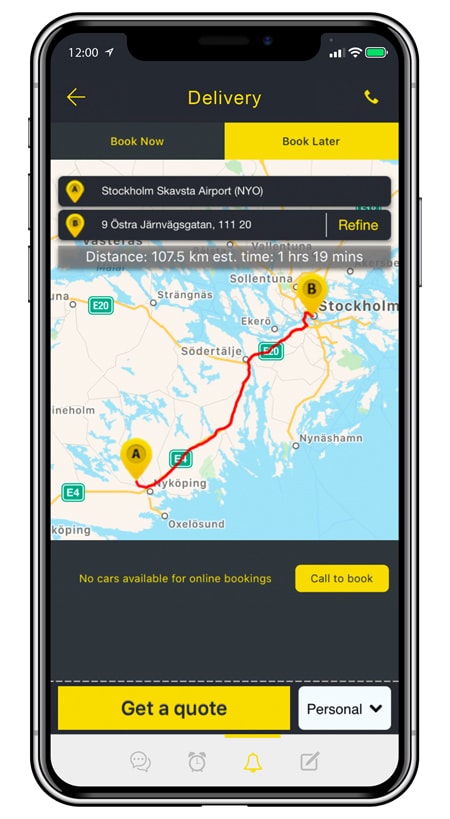 12:00
Delivery
Book Now
Book Later
A
Stockholm Skavsta Airport (NYO)
B
9 Östra Järnvägsgatan, 111 20
Refine
Västerås
Vallentuna
Distance: 107.5 km est. time: 1 hrs 19 mins
Åkersberga
Sollentuna
B
Strängnäs
E20
Stockholm
Ekerö
Södertälje
E20
ineholm
Nynäshamn
A
E4
Nyköping
E4
Oxelösund
köping
No cars available for online bookings
Call to book
Get a quote
Personal